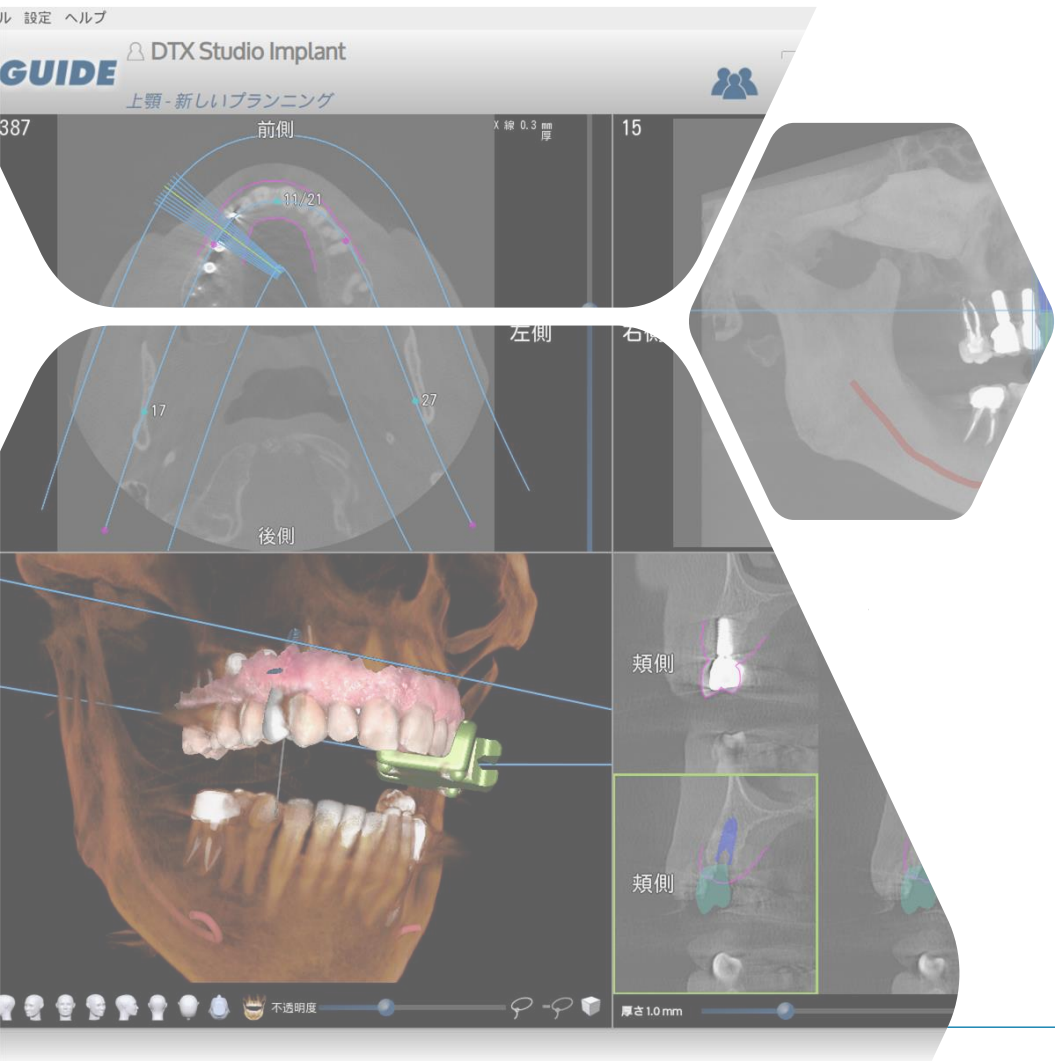 ル 設定 ヘルプ
GUIDE
DTX Studio Implant
上顎 - 新しいプランニング
387
前側
X 線 0.3 mm
厚
15
11/21
左側
右側
17
27
後側
頬側
頬側
不透明度
厚さ 1.0 mm